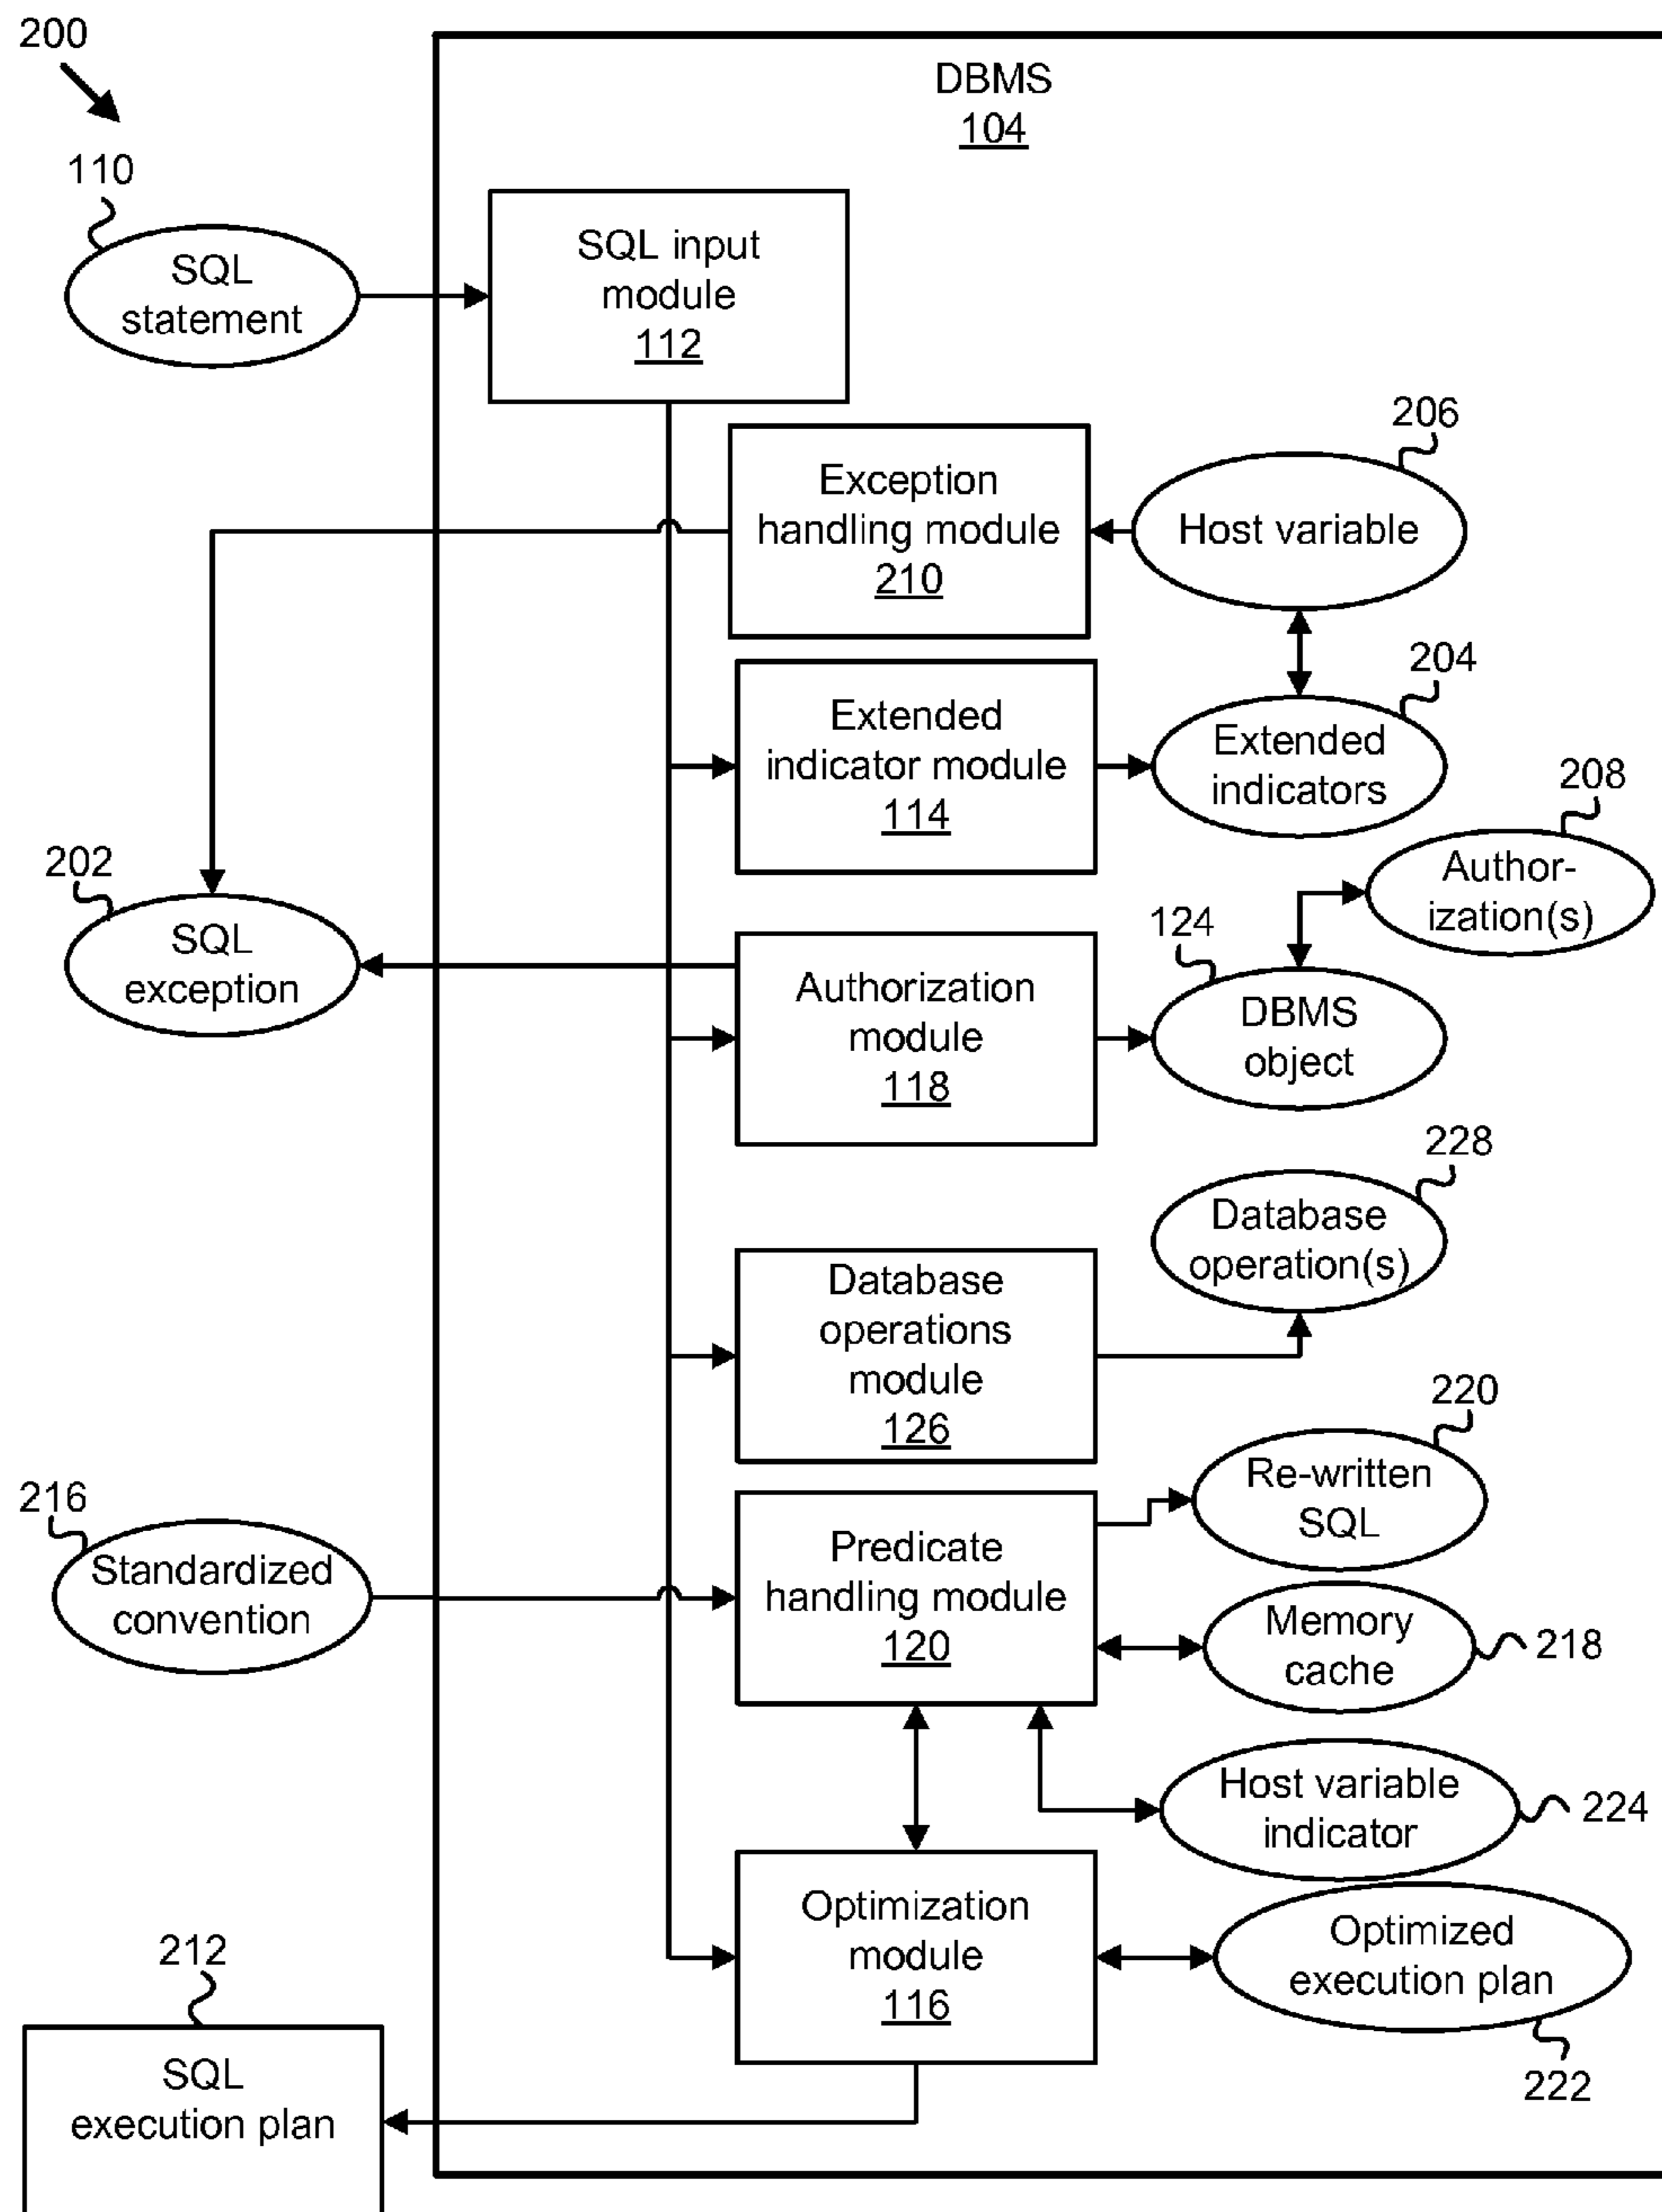 200
DBMS
104
110
SQL
statement
SQL input
module
112
206
Exception
handling module
210
Host variable
204
Extended
indicator module
114
Extended
indicators
208
Author-
ization(s)
202
SQL
exception
124
Authorization
module
118
DBMS
object
228
Database
operation(s)
Database
operations
module
126
220
Re-written
SQL
216
Standardized
convention
Predicate
handling module
120
Memory
cache
218
Host variable
indicator
224
Optimization
module
116
Optimized
execution plan
222
212
SQL
execution plan